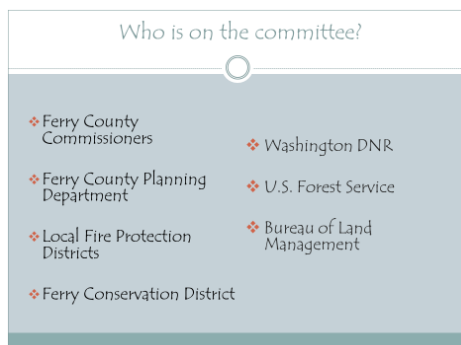 Who is on the committee?
Ferry County
Commissioners
Ferry County Planning
Department
Local Fire Protection
Districts
Ferry Conservation District
Washington DNR
U.S. Forest Service
Bureau of Land
Management